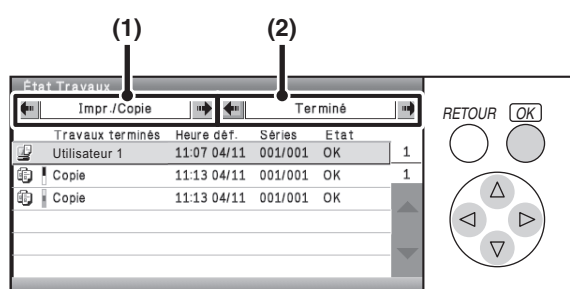 (1) (2)
État Travaux
Impr./Copie Terminé
RETOUR OK
Travaux terminés Heure déf. Séries Etat
Utilisateur 1 11:07 04/11 001/001 OK 1
Copie 11:13 04/11 001/001 OK 1
Copie 11:13 04/11 001/001 OK